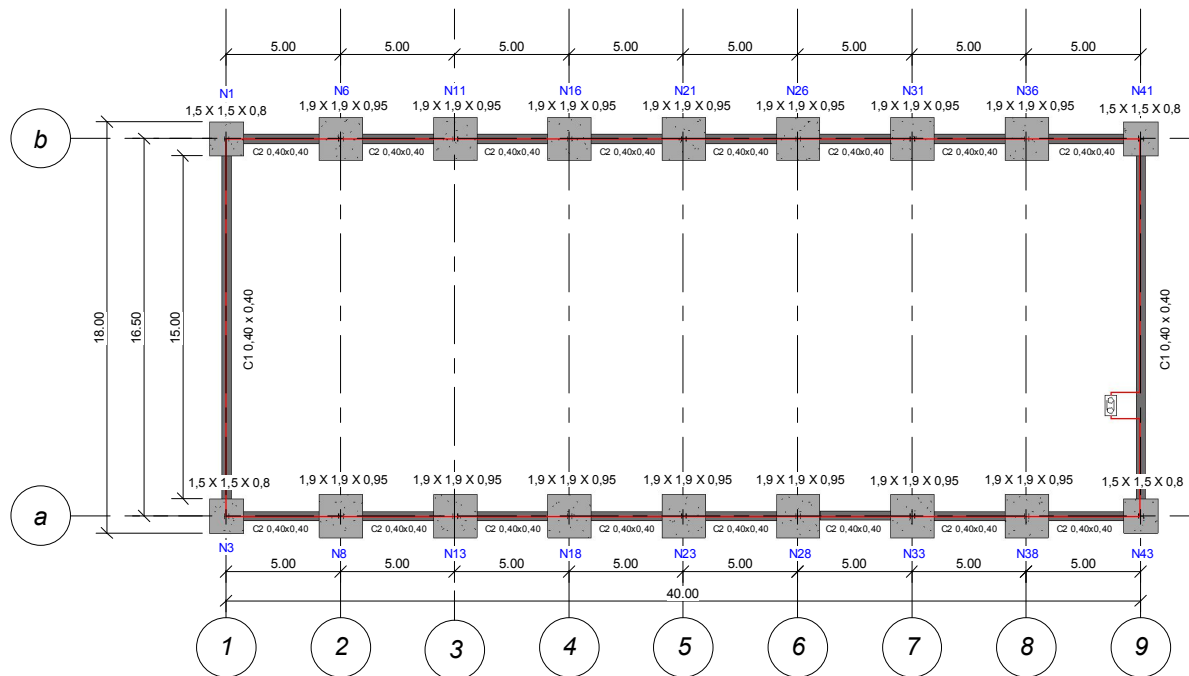 5.00 5.00 5.00 5.00 5.00 5.00 5.00 5.00
N1 N6 N11 N16 N21 N26 N31 N36 N41
1,5 X 1,5 X 0,8 1,9 X 1,9 X 0,95 1,9 X 1,9 X 0,95 1,9 X 1,9 X 0,95 1,9 X 1,9 X 0,95 1,9 X 1,9 X 0,95 1,9 X 1,9 X 0,95 1,9 X 1,9 X 0,95 1,5 X 1,5 X 0,8
b
C2 0,40x0,40 C2 0,40x0,40 C2 0,40x0,40 C2 0,40x0,40 C2 0,40x0,40 C2 0,40x0,40 C2 0,40x0,40 C2 0,40x0,40
18.00
16.50
15.00
C1 0,40 x 0,40
C1 0,40 x 0,40
1,5 X 1,5 X 0,8 1,9 X 1,9 X 0,95 1,9 X 1,9 X 0,95 1,9 X 1,9 X 0,95 1,9 X 1,9 X 0,95 1,9 X 1,9 X 0,95 1,9 X 1,9 X 0,95 1,9 X 1,9 X 0,95 1,5 X 1,5 X 0,8
a
C2 0,40x0,40 C2 0,40x0,40 C2 0,40x0,40 C2 0,40x0,40 C2 0,40x0,40 C2 0,40x0,40 C2 0,40x0,40 C2 0,40x0,40
N3 N8 N13 N18 N23 N28 N33 N38 N43
5.00 5.00 5.00 5.00 5.00 5.00 5.00 5.00
40.00
1 2 3 4 5 6 7 8 9